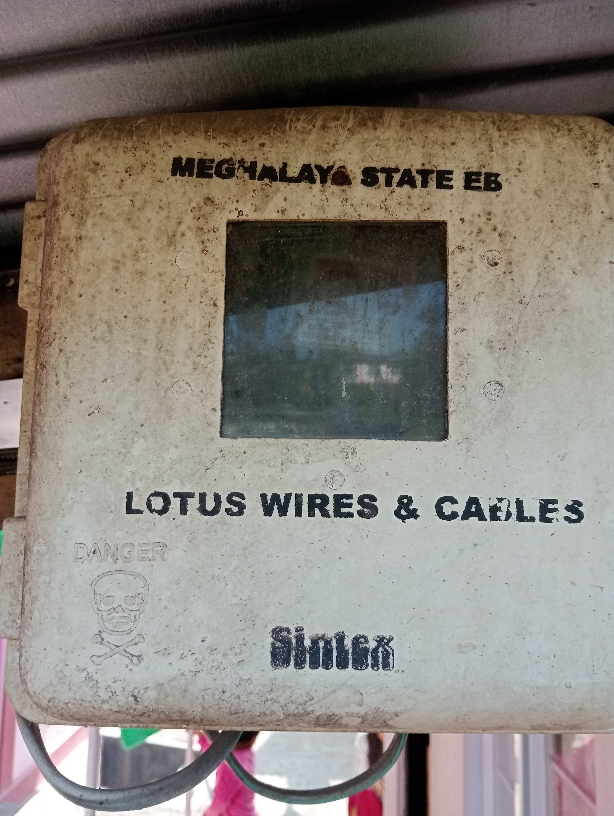 MEGHALAYA STATE EB
LOTUS WIRES & CABLES
DANGER
Sintex